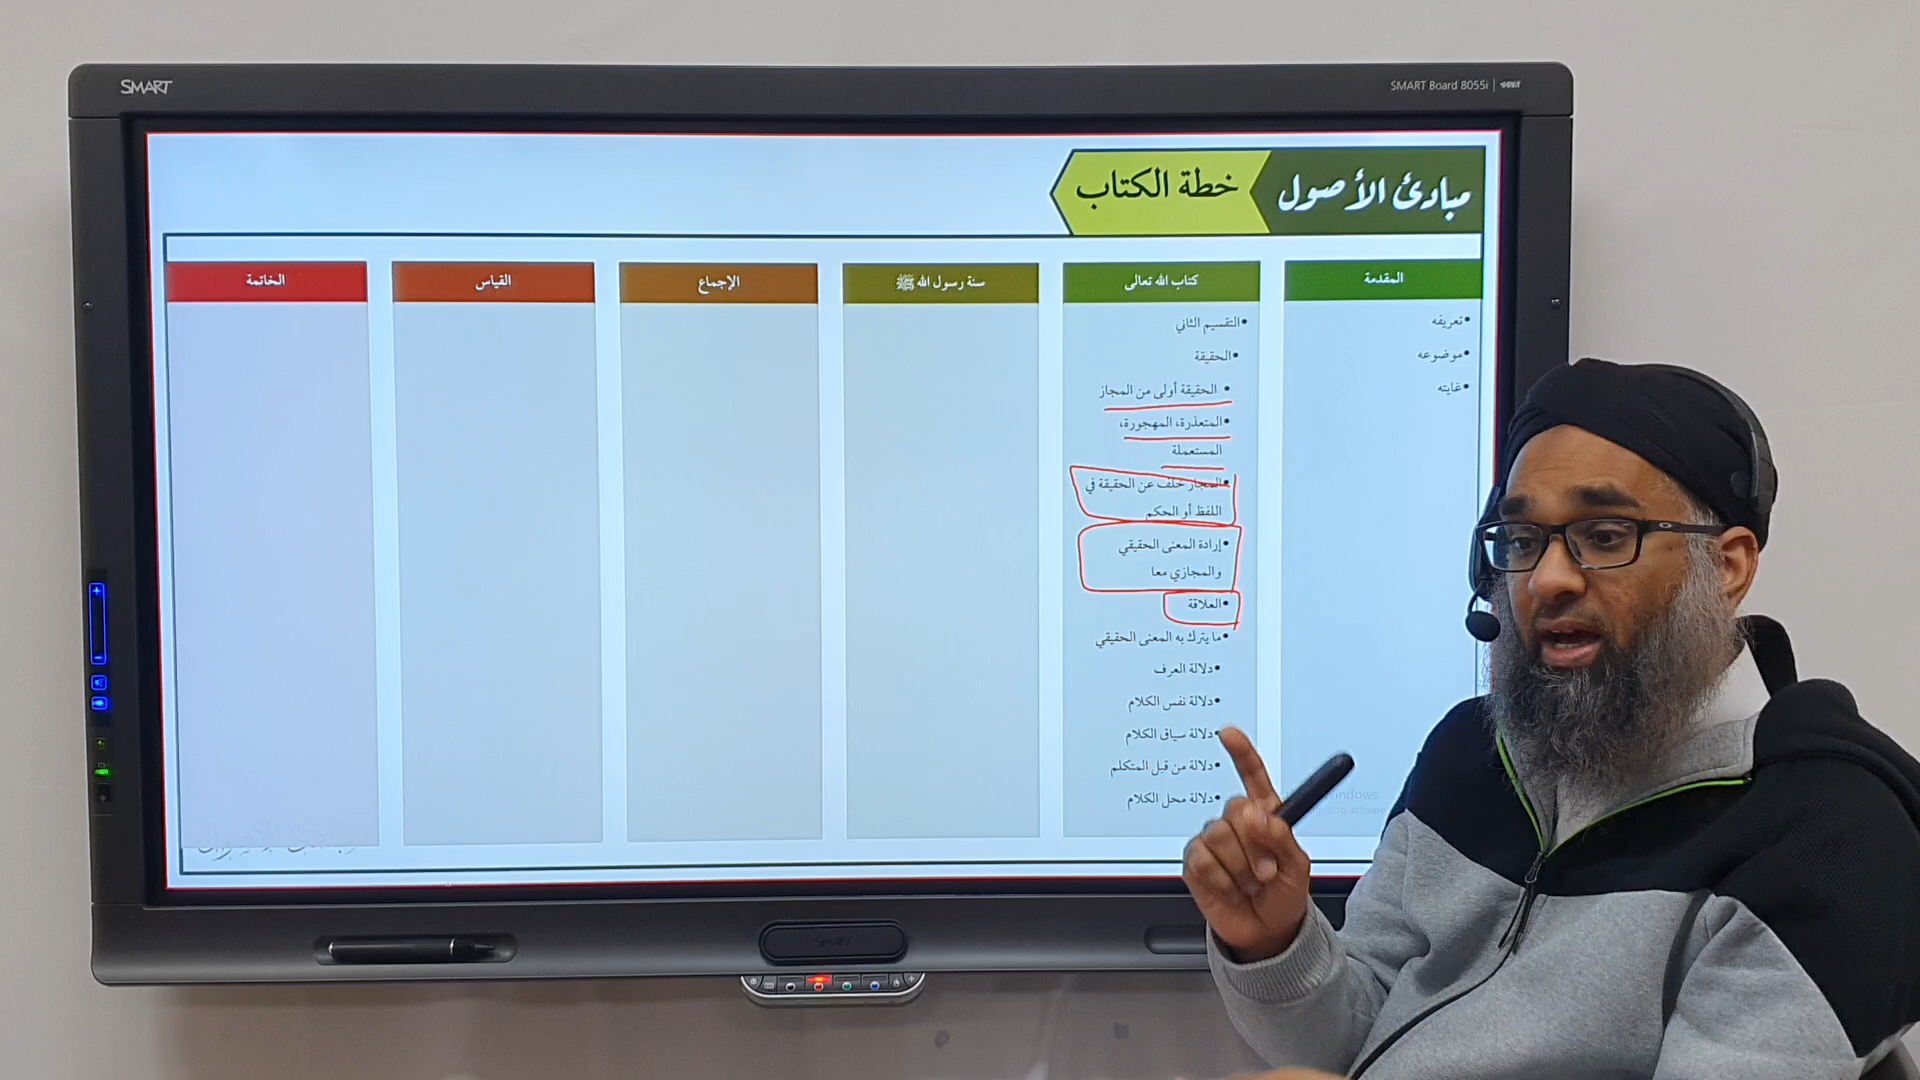 SMART
SMART Board 8055i
مبادئ الأصول
خطة الكتاب
المقدمة
• تعريفه
• موضوعه
• غايته
كتاب الله تعالى
• التقسيم الثاني
• الحقيقة
• الحقيقة أولى من المجاز
• المتعذرة، المهجورة،
المستعملة
• المجاز خلف عن الحقيقة في
اللفظ أو الحكم
• إرادة المعنى الحقيقي
والمجازي معا
• العلاقة
• ما يترك به المعنى الحقيقي
• دلالة العرف
• دلالة نفس الكلام
• دلالة سياق الكلام
• دلالة من قبل المتكلم
• دلالة محل الكلام
سنة رسول الله ﷺ
الإجماع
القياس
الخاتمة
SMART